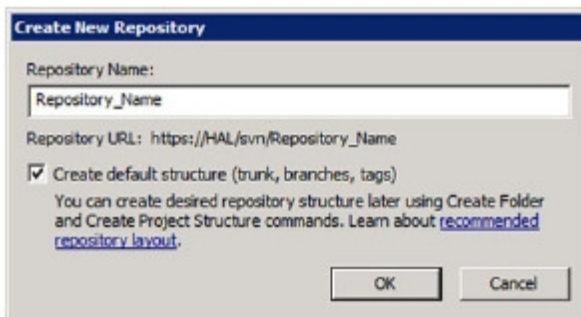 Create New Repository
Repository Name:
Repository_Name
Repository URL: https://HAL/svn/Repository_Name
Create default structure (trunk, branches, tags)
You can create desired repository structure later using Create Folder
and Create Project Structure commands. Learn about recommended
repository layout.
OK
Cancel